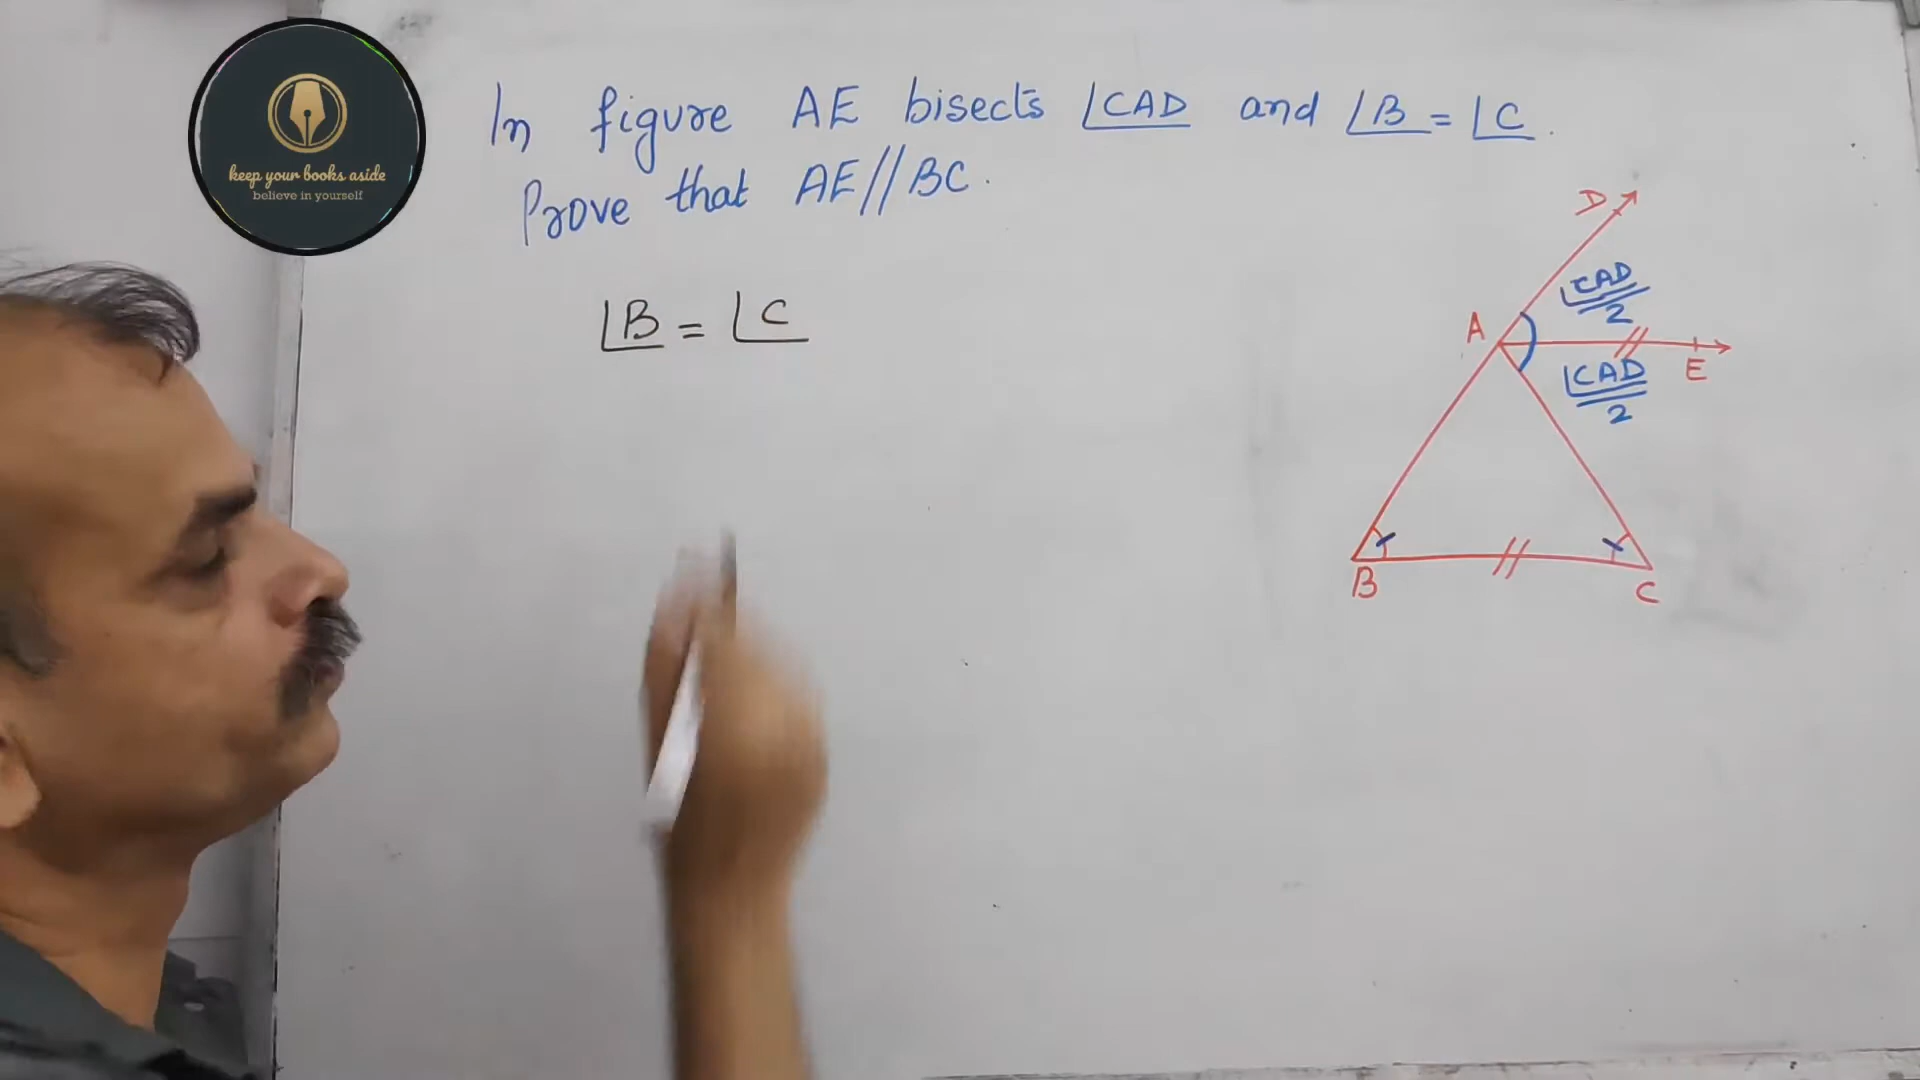 keep your books aside
believe in yourself
In figure AE bisects ∠CAD and ∠B = ∠C.
Prove that AE//BC.
∠B = ∠C
D
∠CAD/2
A
E
∠CAD/2
B
C